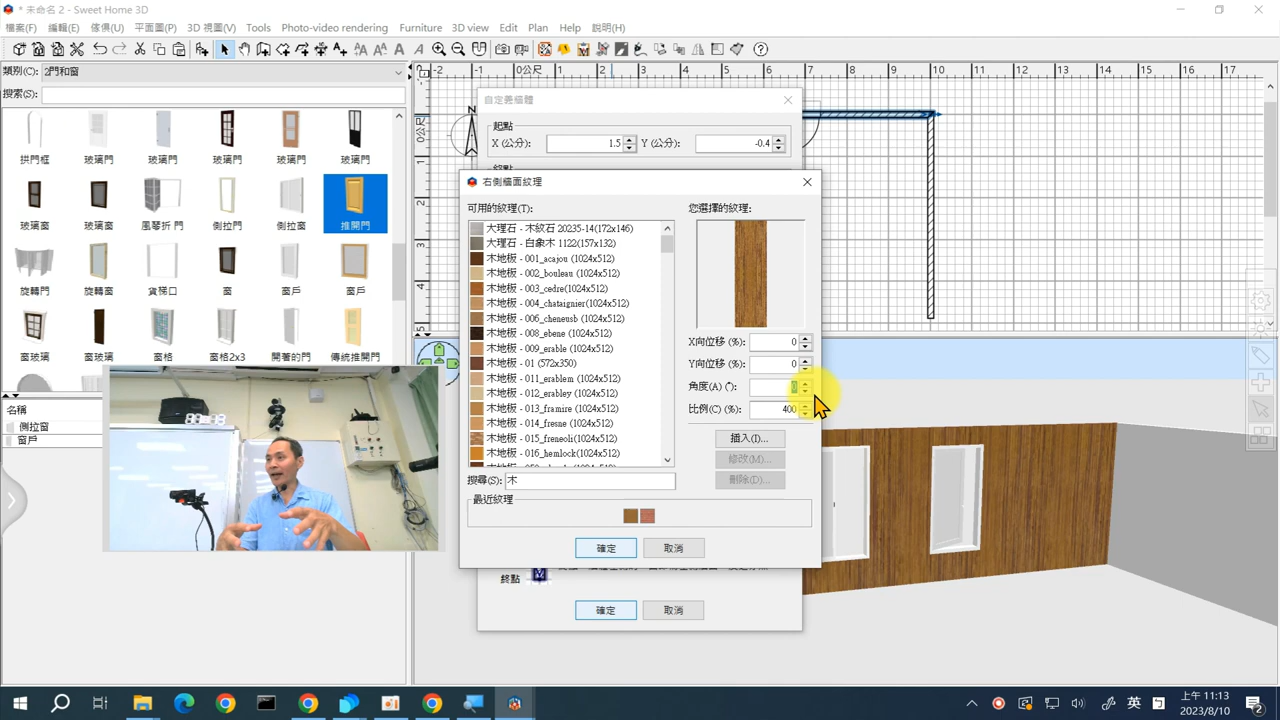 * 未命名 2 - Sweet Home 3D
檔案(F) 編輯(E) 傢俱(U) 平面圖(P) 3D 視圖(V) Tools Photo-video rendering Furniture 3D view Edit Plan Help 說明(H)
類別(C): 2門和窗
搜索(S):
拱門框 玻璃門 玻璃門 玻璃門 玻璃門 玻璃門
玻璃窗 玻璃窗 風琴折 門 側拉門 側拉窗 推開門
旋轉門 旋轉窗 貨梯口 窗 窗戶 窗戶
窗玻璃 窗玻璃 窗格 窗格2x3 開著的門 傳統推開門
名稱
側拉窗
窗戶
-2 -1 0公尺 1 2 3 4 5 6 7 8 9 10 11 12 13 14 15 16 17
0公尺
1
2
3
4
5
N
自定義牆體
起點
X (公分): 1.5 Y (公分): -0.4
右側牆面紋理
可用的紋理(T):
大理石 - 木紋石 20235-14(172x146)
大理石 - 白象木 1122(157x132)
木地板 - 001_acajou (1024x512)
木地板 - 002_bouleau (1024x512)
木地板 - 003_cedre(1024x512)
木地板 - 004_chataignier(1024x512)
木地板 - 006_cheneusb (1024x512)
木地板 - 008_ebene (1024x512)
木地板 - 009_erable (1024x512)
木地板 - 01 (572x350)
木地板 - 011_erablem (1024x512)
木地板 - 012_erabley (1024x512)
木地板 - 013_framire (1024x512)
木地板 - 014_fresne (1024x512)
木地板 - 015_freneoli(1024x512)
木地板 - 016_hemlock(1024x512)
搜尋(S): 木
您選擇的紋理:
X向位移 (%): 0
Y向位移 (%): 0
角度(A) (°): 0
比例(C) (%): 400
插入(I)...
修改(M)...
刪除(D)...
最近紋理
確定 取消
終點
確定 取消
英
上午 11:13
2023/8/10
2